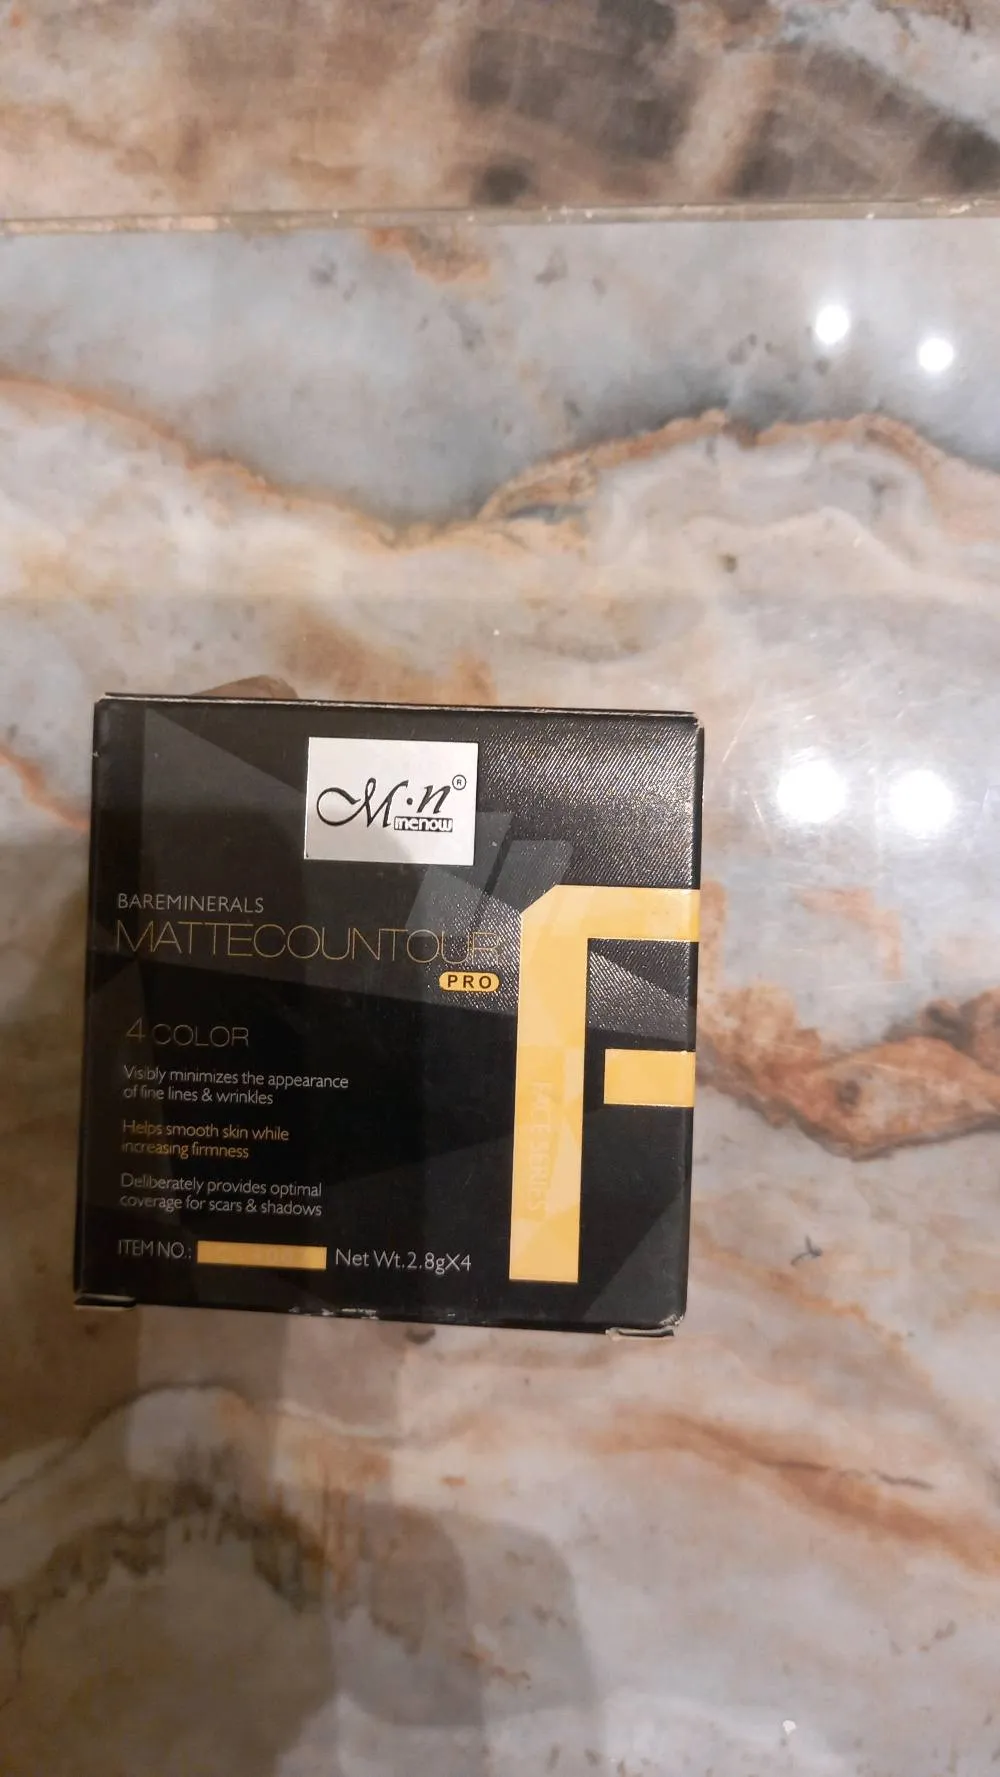 M·n®
menow
BAREMINERALS
MATTECOUNTOUR
PRO
4 COLOR
Visibly minimizes the appearance
of fine lines & wrinkles
Helps smooth skin while
increasing firmness
Deliberately provides optimal
coverage for scars & shadows
ITEM NO.:
Net Wt.2.8gX4
F
FACE SERIES